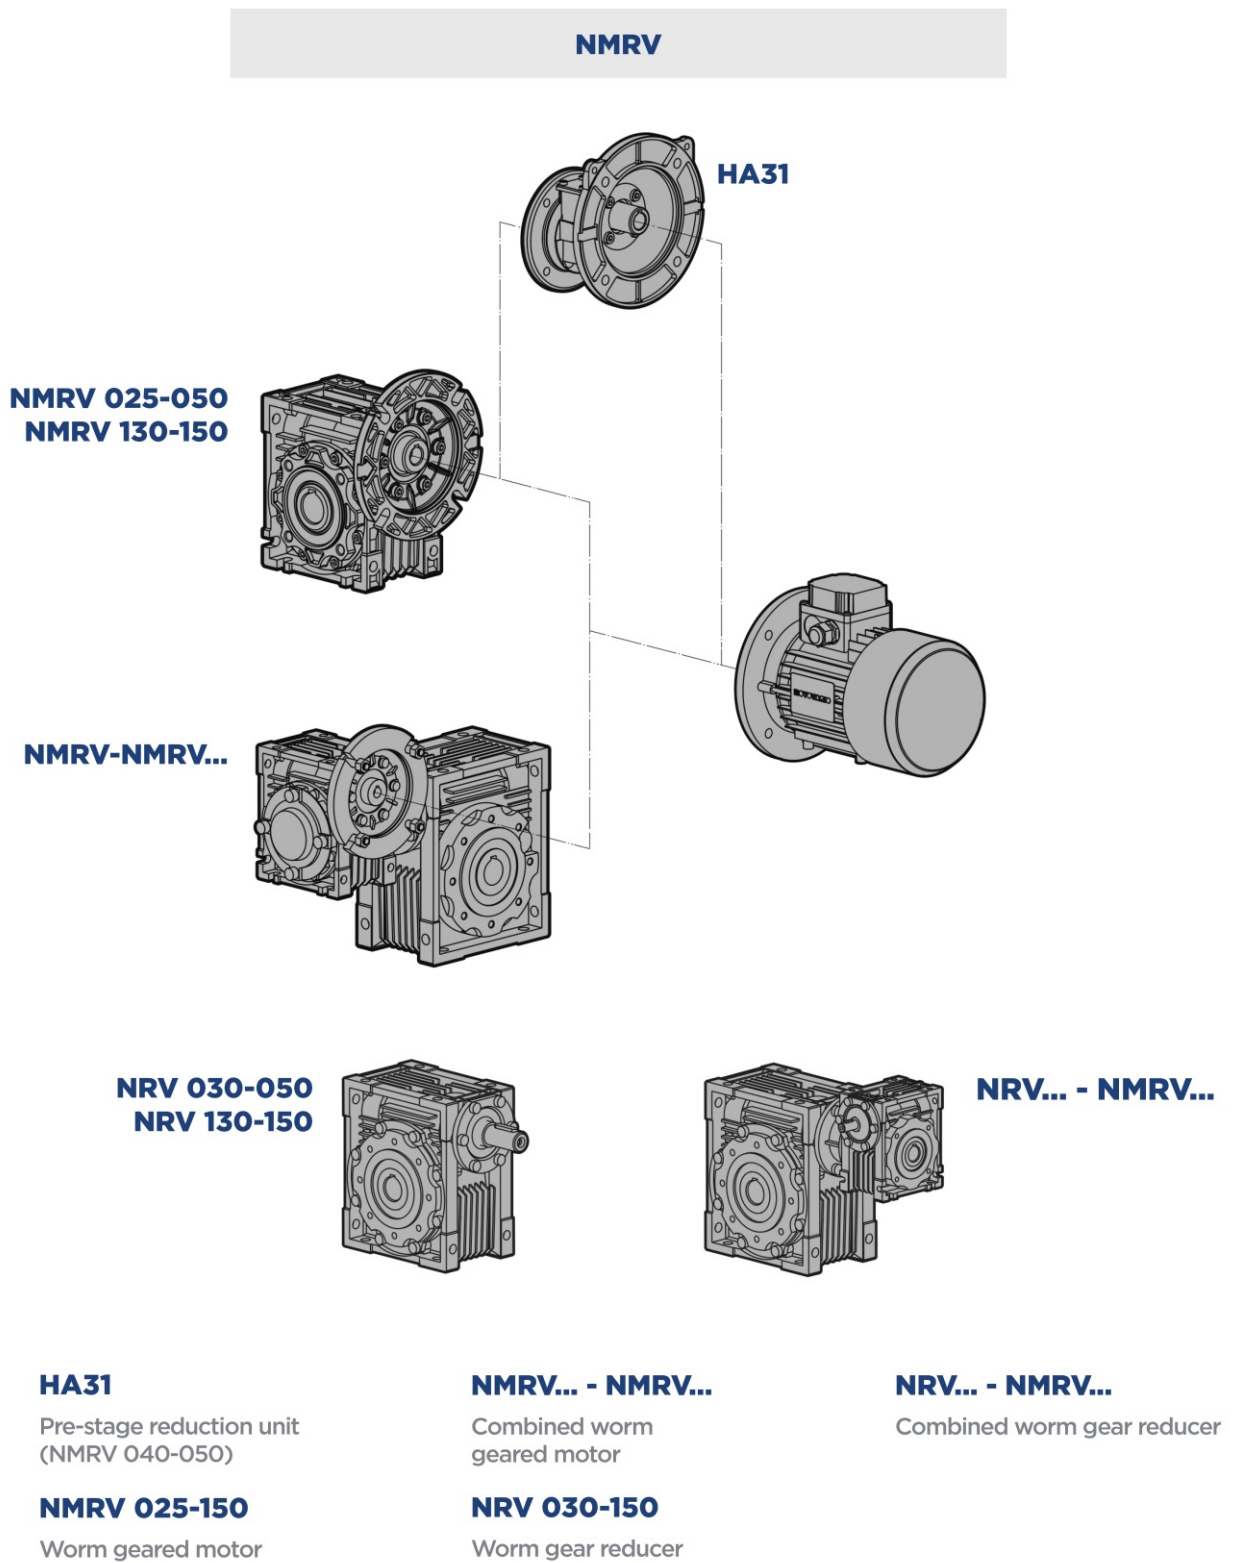 NMRV
HA31
NMRV 025-050
NMRV 130-150
NMRV-NMRV...
NRV 030-050
NRV 130-150
NRV... - NMRV...
HA31
Pre-stage reduction unit
(NMRV 040-050)
NMRV 025-150
Worm geared motor
NMRV... - NMRV...
Combined worm
geared motor
NRV 030-150
Worm gear reducer
NRV... - NMRV...
Combined worm gear reducer